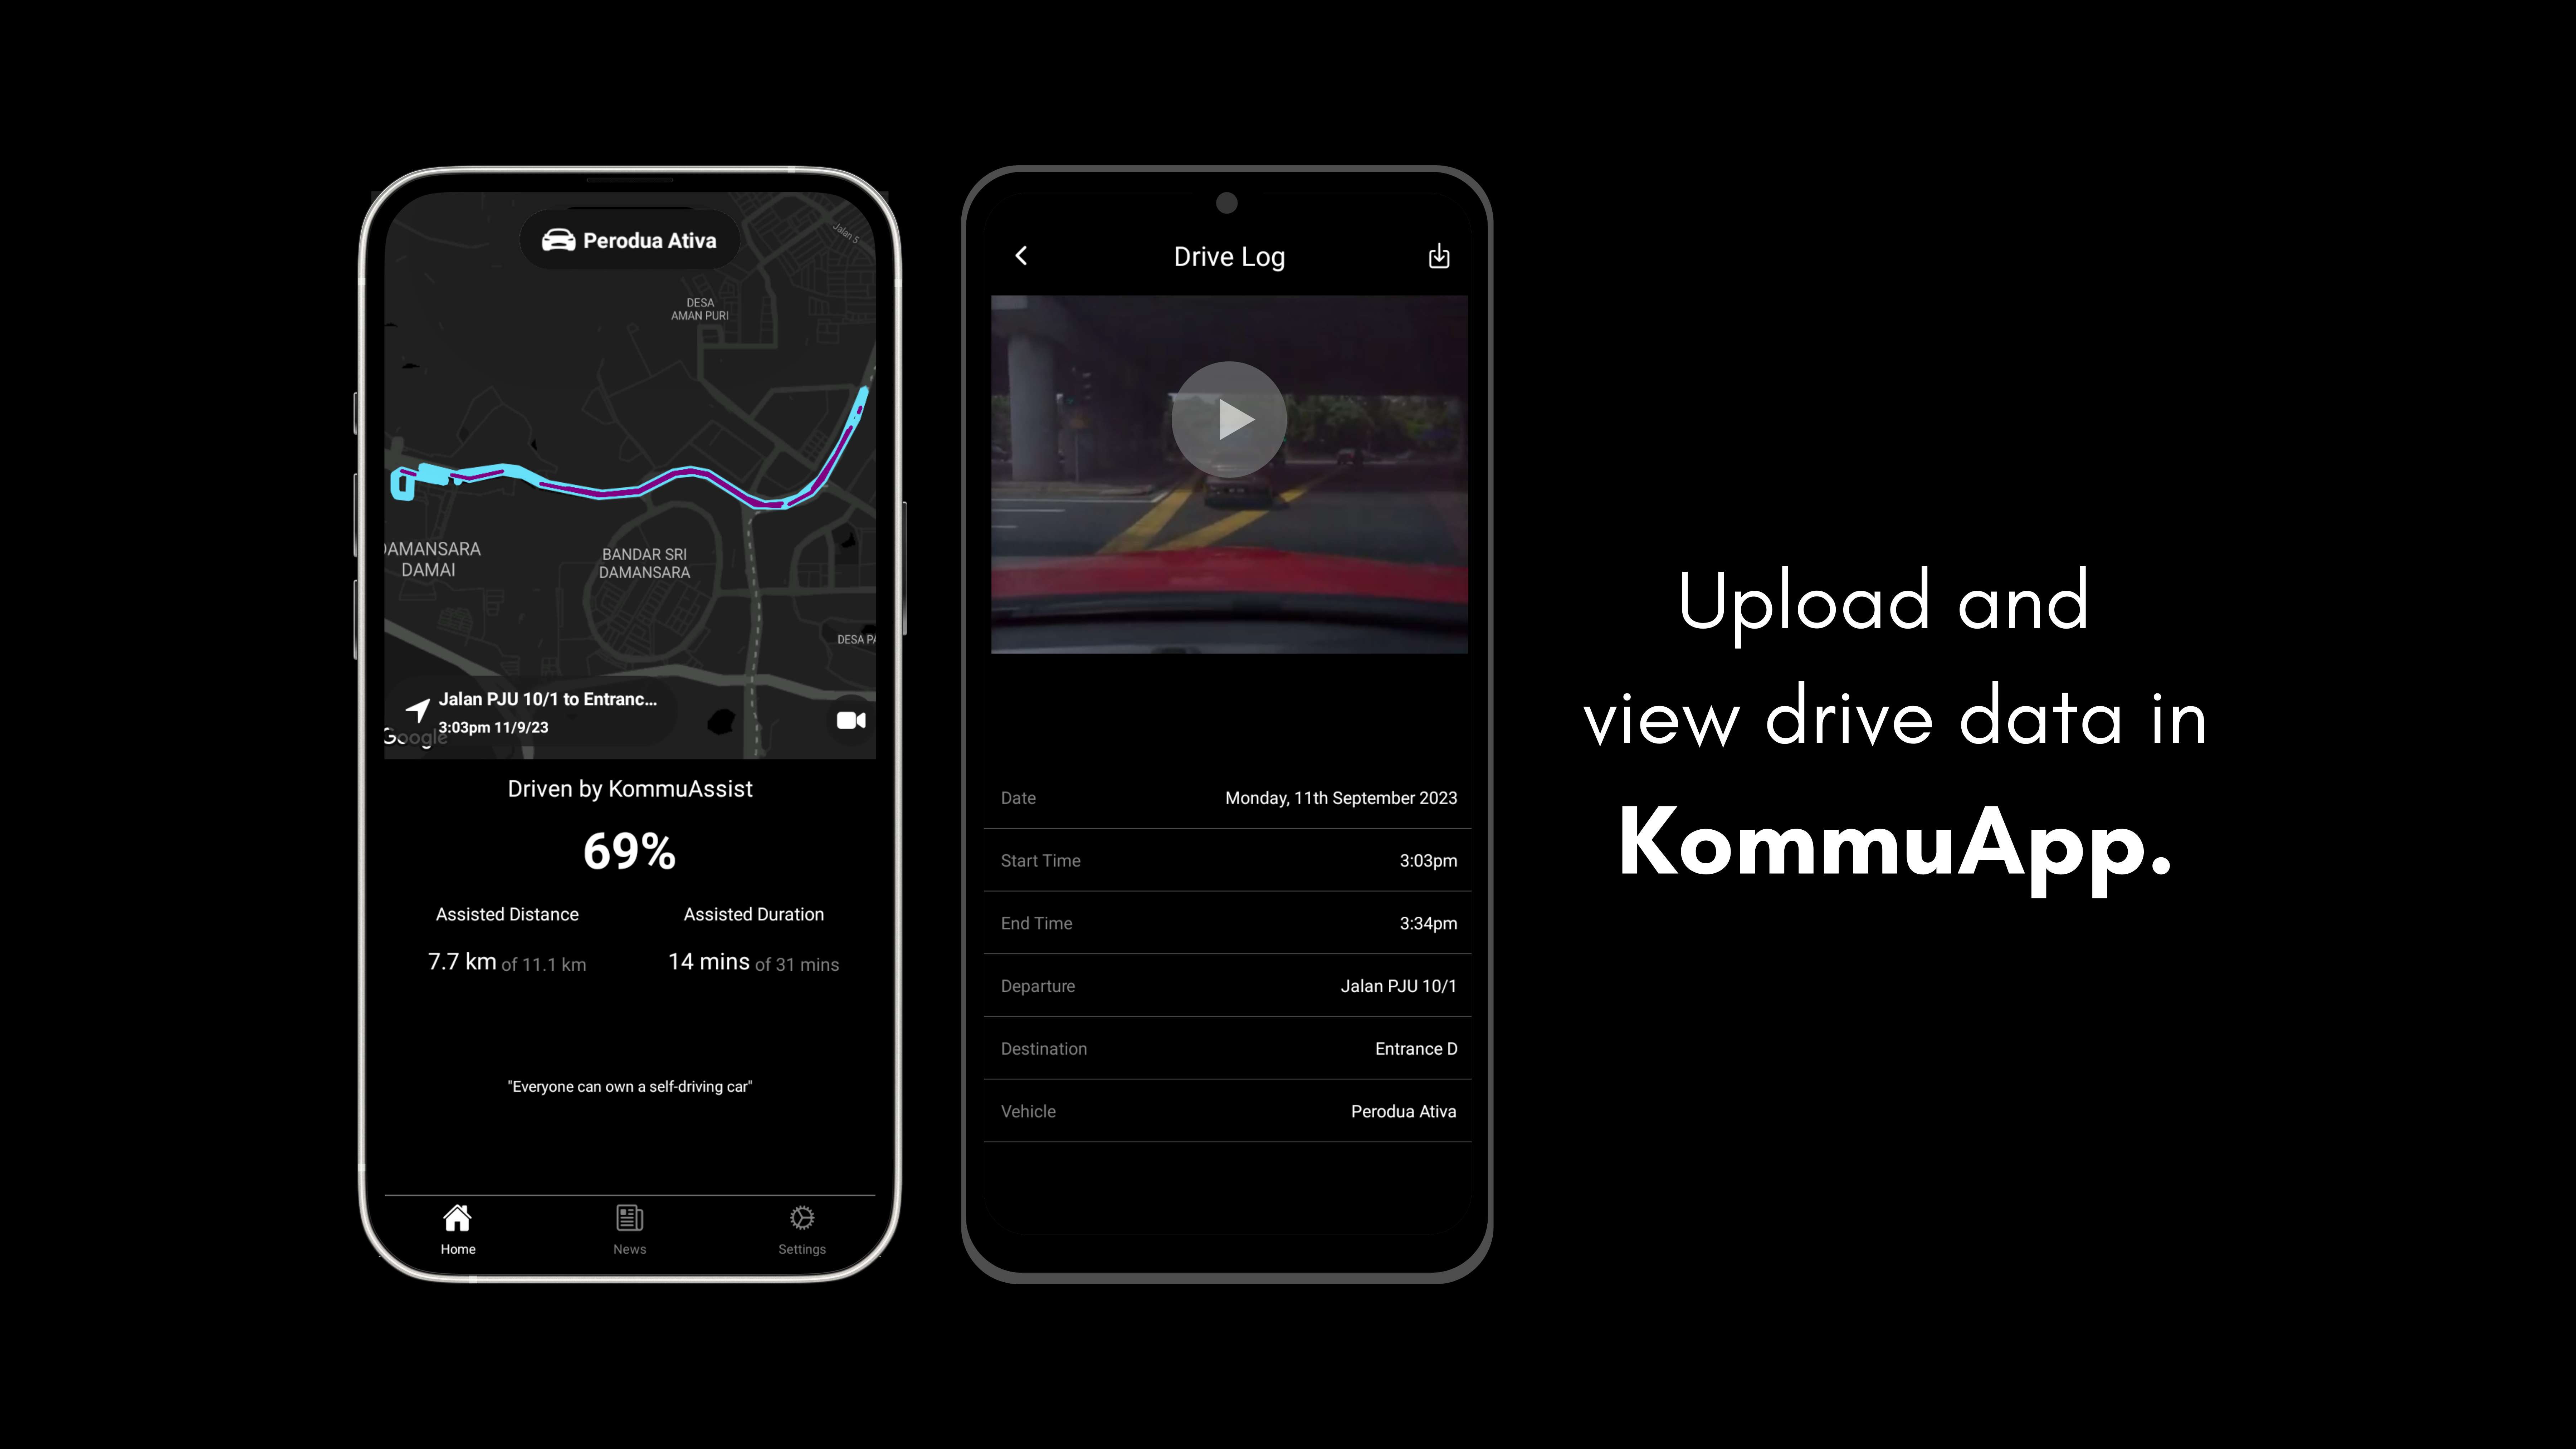 Perodua Ativa
Jalan 5
DESA
AMAN PURI
DAMANSARA
DAMAI
BANDAR SRI
DAMANSARA
DESA PA
Jalan PJU 10/1 to Entranc...
3:03pm 11/9/23
Google
Driven by KommuAssist
69%
Assisted Distance
Assisted Duration
7.7 km of 11.1 km
14 mins of 31 mins
"Everyone can own a self-driving car"
Home
News
Settings
Drive Log
Date Monday, 11th September 2023
Start Time 3:03pm
End Time 3:34pm
Departure Jalan PJU 10/1
Destination Entrance D
Vehicle Perodua Ativa
Upload and
view drive data in
KommuApp.